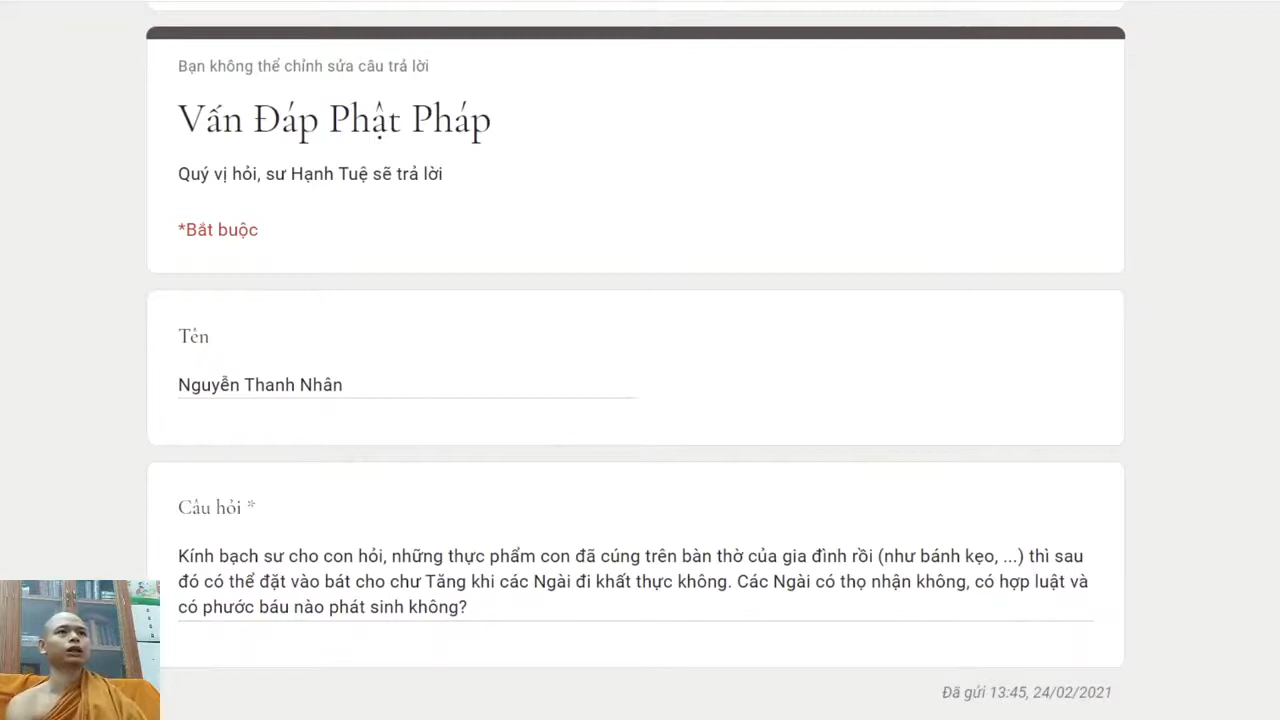 Bạn không thể chỉnh sửa câu trả lời
Vấn Đáp Phật Pháp
Quý vị hỏi, sư Hạnh Tuệ sẽ trả lời
*Bắt buộc
Tên
Nguyễn Thanh Nhân
Câu hỏi *
Kính bạch sư cho con hỏi, những thực phẩm con đã cúng trên bàn thờ của gia đình rồi (như bánh kẹo, ...) thì sau
đó có thể đặt vào bát cho chư Tăng khi các Ngài đi khất thực không. Các Ngài có thọ nhận không, có hợp luật và
có phước báu nào phát sinh không?
Đã gửi 13:45, 24/02/2021